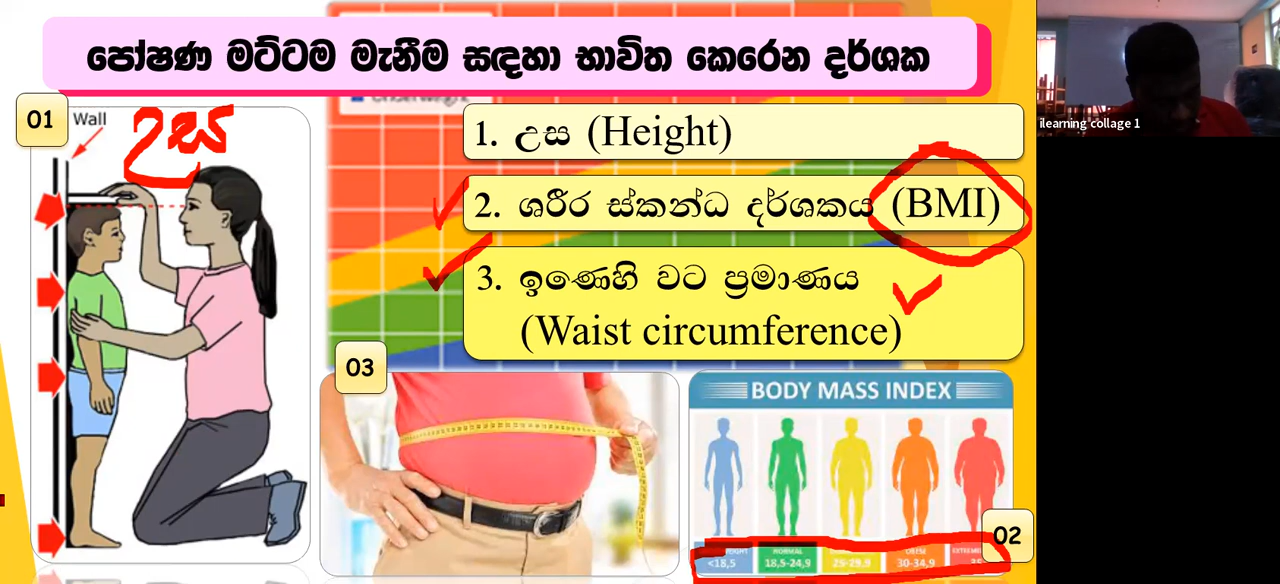 පෝෂණ මට්ටම මැනීම සඳහා භාවිත කෙරෙන දර්ශක
01
Wall
උස
1. උස (Height)
2. ශරීර ස්කන්ධ දර්ශකය (BMI)
3. ඉණෙහි වට ප්‍රමාණය
(Waist circumference)
03
BODY MASS INDEX
02
NORMAL
OBESE
<18,5
18,5-24,9
25-29,9
30-34,9
ilearning collage 1